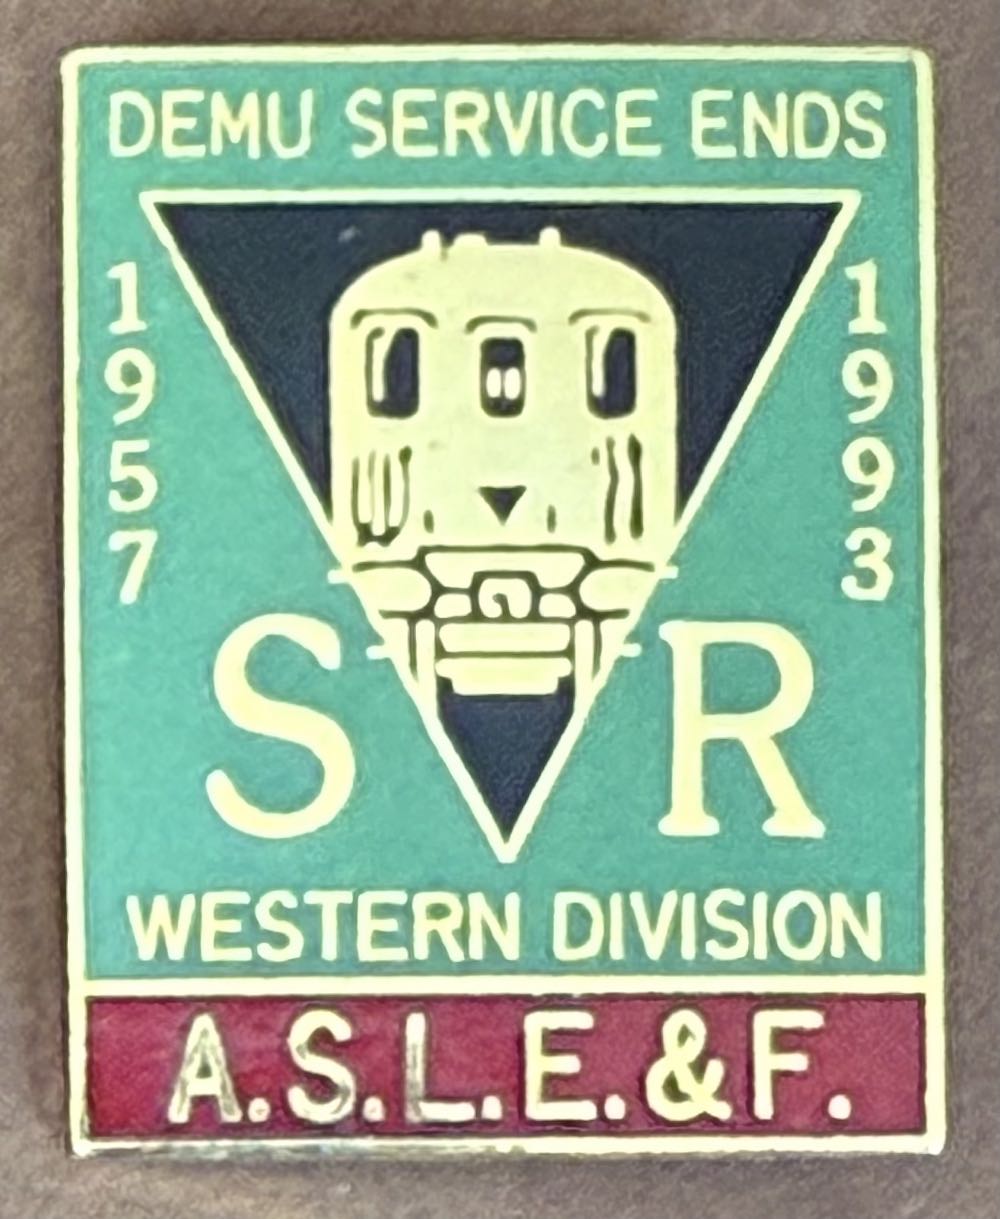 DEMU SERVICE ENDS
1957
1993
S R
WESTERN DIVISION
A.S.L.E.&F.